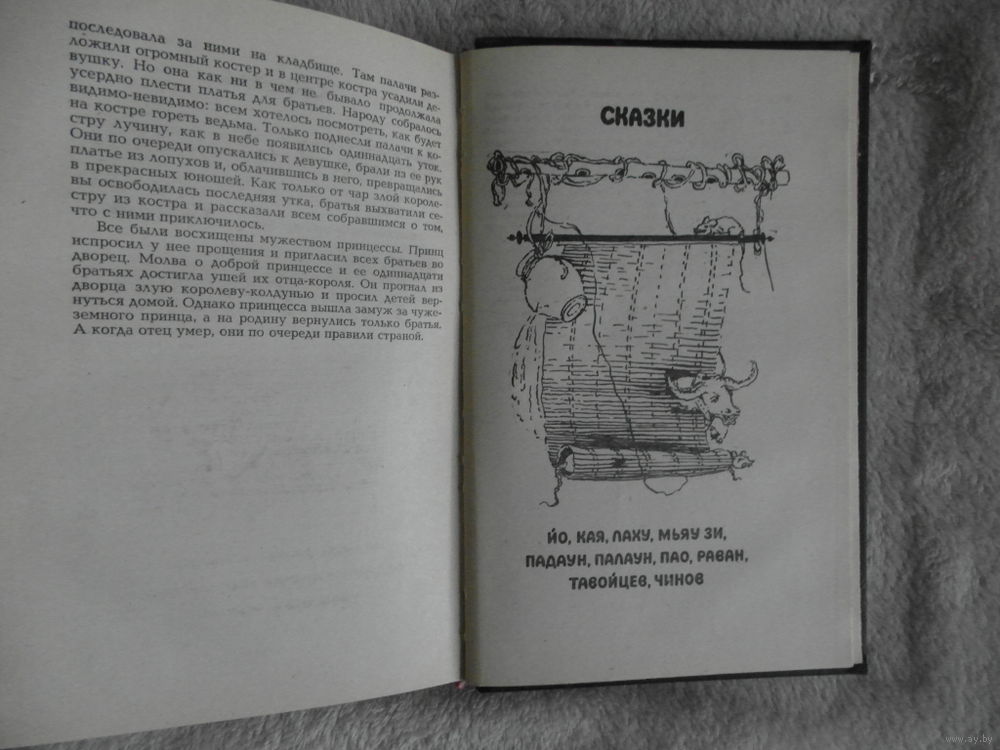 последовала за ними на кладбище. Там палачи раз-
ложили огромный костер и в центре костра усадили де-
вушку. Но она как ни в чем не бывало продолжала
усердно плести платья для братьев. Народу собралось
видимо-невидимо: всем хотелось посмотреть, как будет
на костре гореть ведьма. Только поднесли палачи к ко-
стру лучину, как в небе появились одиннадцать уток.
Они по очереди опускались к девушке, брали из ее рук
платье из лопухов и, облачившись в него, превращались
в прекрасных юношей. Как только от чар злой короле-
вы освободилась последняя утка, братья выхватили се-
стру из костра и рассказали всем собравшимся о том,
что с ними приключилось.
Все были восхищены мужеством принцессы. Принц
испросил у нее прощения и пригласил всех братьев во
дворец. Молва о доброй принцессе и ее одиннадцати
братьях достигла ушей их отца-короля. Он прогнал из
дворца злую королеву-колдунью и просил детей вер-
нуться домой. Однако принцесса вышла замуж за чуже-
земного принца, а на родину вернулись только братья.
А когда отец умер, они по очереди правили страной.
СКАЗКИ
ЙО, КАЯ, ЛАХУ, МЬЯУ ЗИ,
ПАДАУН, ПАЛАУН, ПАО, РАВАН,
ТАВОЙЦЕВ, ЧИНОВ
www.ay.by